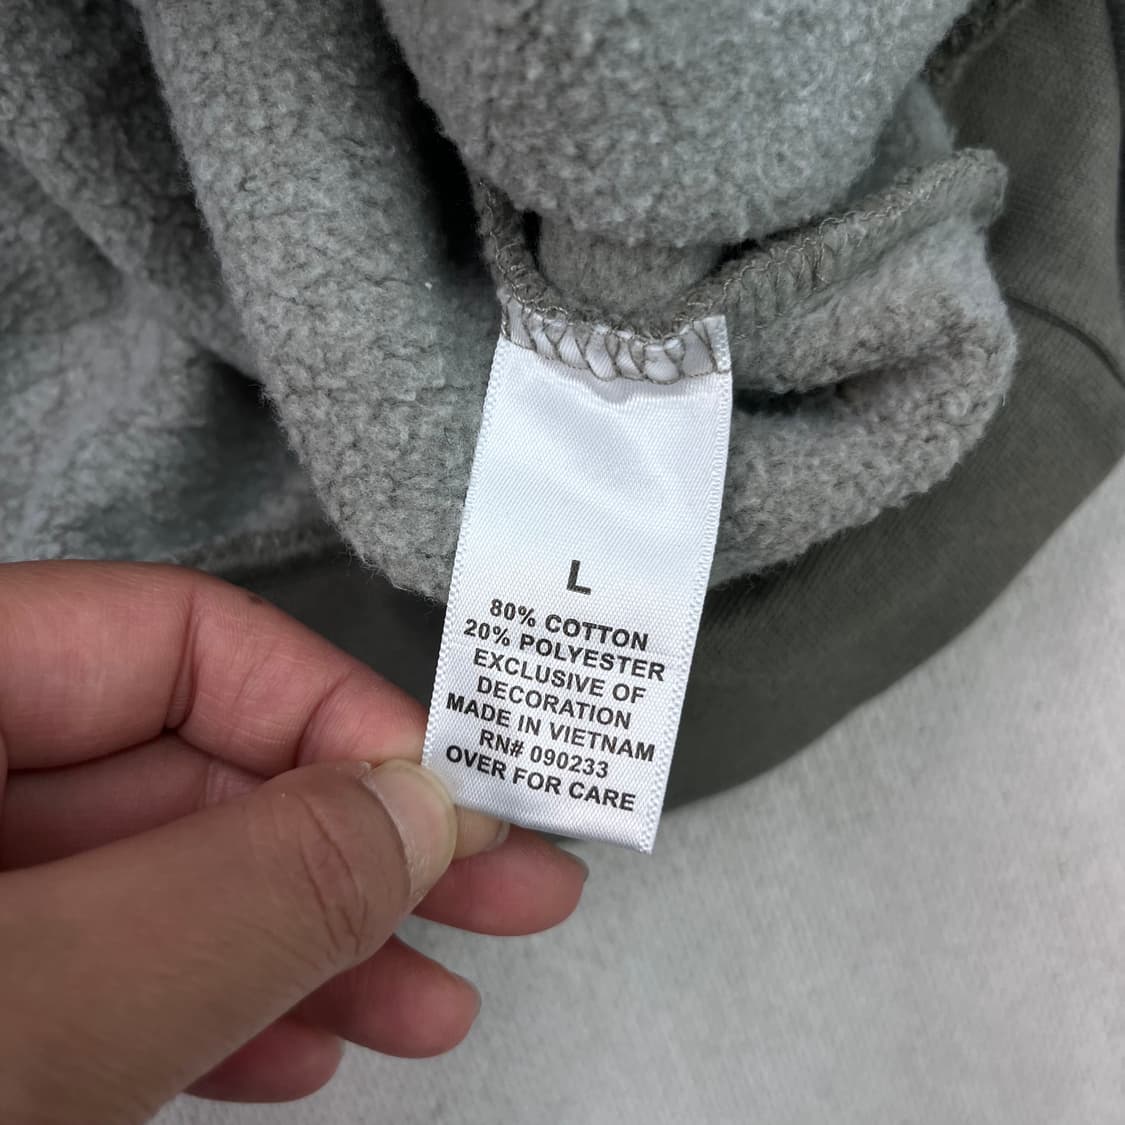 L
80% COTTON
20% POLYESTER
EXCLUSIVE OF
DECORATION
MADE IN VIETNAM
RN# 090233
OVER FOR CARE